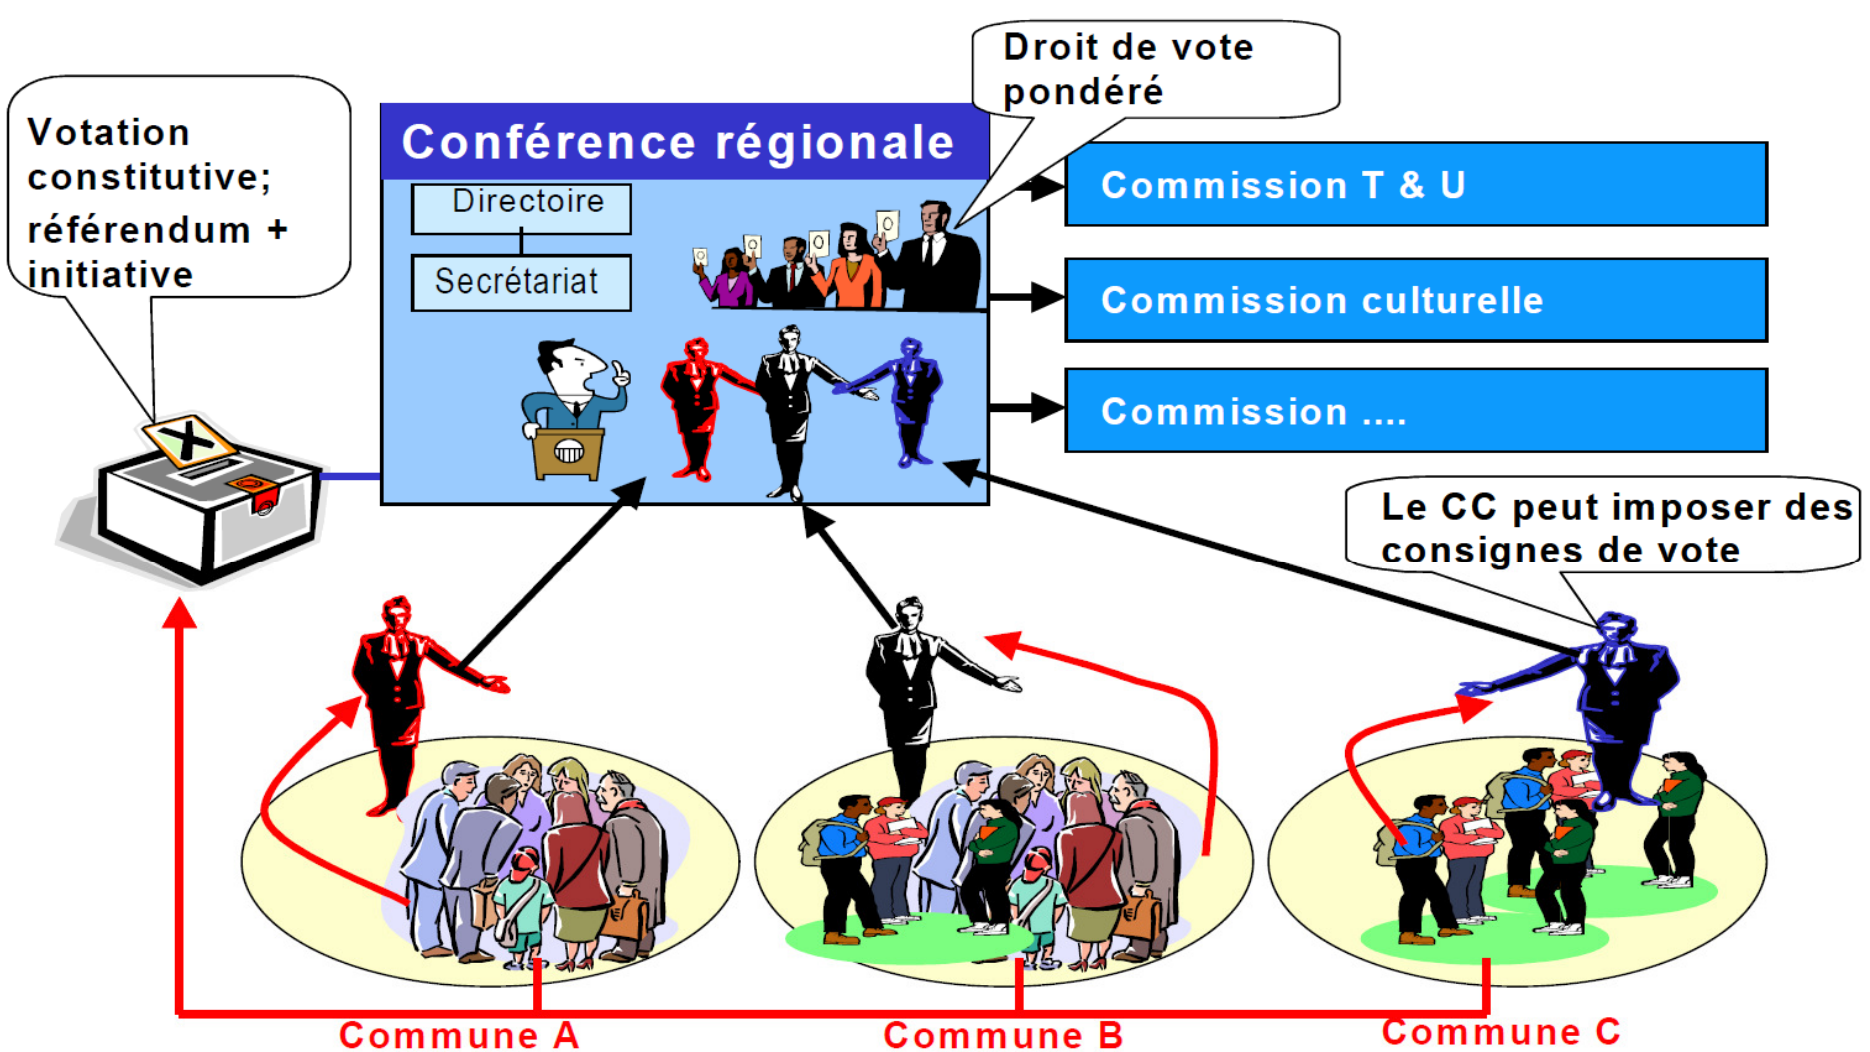 Droit de vote
pondéré
Votation
constitutive;
référendum +
initiative
Conférence régionale
Directoire
Secrétariat
Commission T & U
Commission culturelle
Commission ....
Le CC peut imposer des
consignes de vote
Commune A
Commune B
Commune C